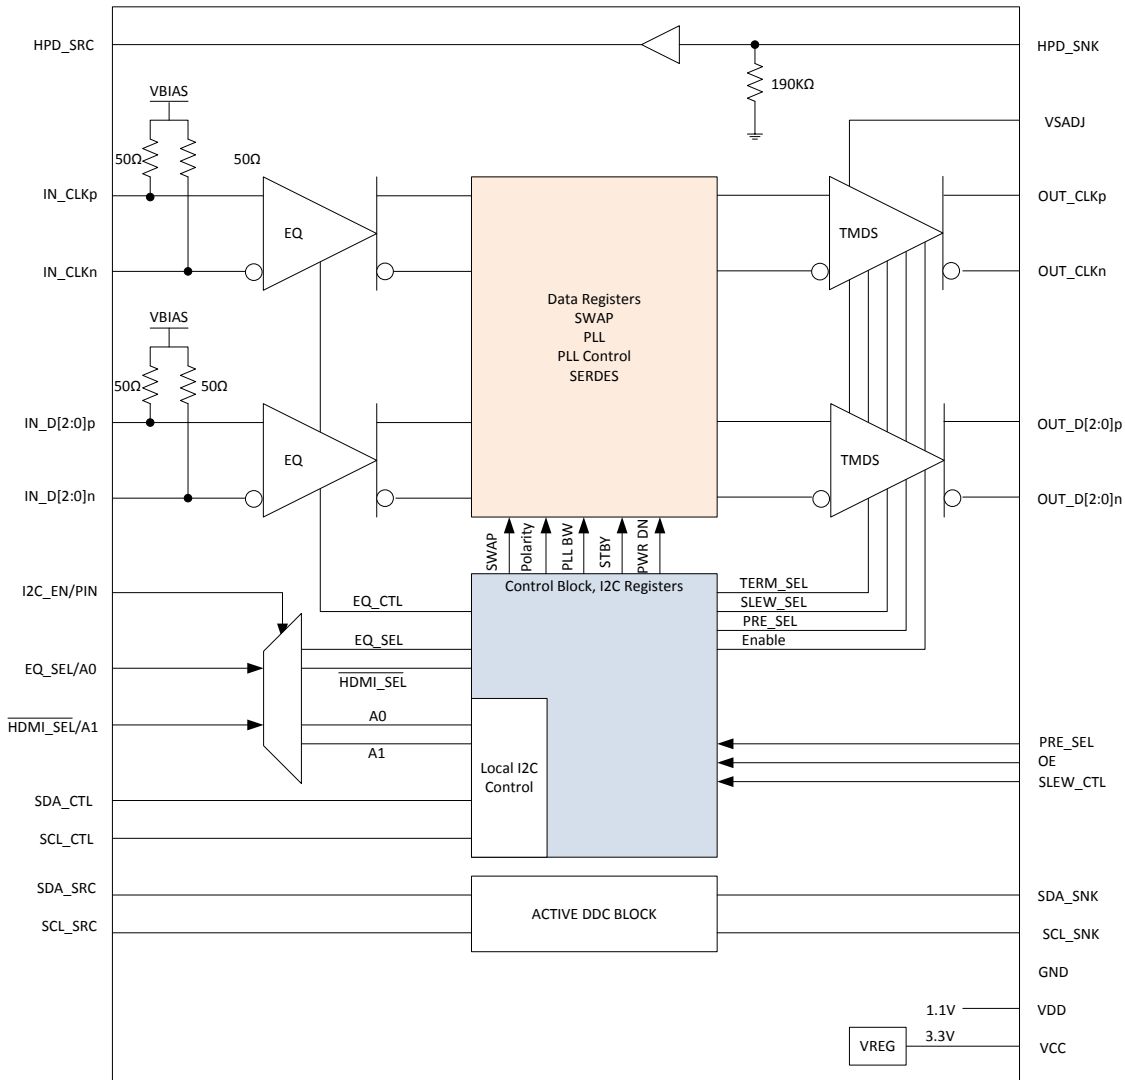 HPD_SRC
HPD_SNK
190KΩ
VBIAS
VSADJ
50Ω
50Ω
IN_CLKp
OUT_CLKp
EQ
TMDS
IN_CLKn
OUT_CLKn
Data Registers
SWAP
PLL
PLL Control
SERDES
VBIAS
50Ω
50Ω
IN_D[2:0]p
OUT_D[2:0]p
EQ
TMDS
IN_D[2:0]n
OUT_D[2:0]n
SWAP
Polarity
PLL BW
STBY
PWR DN
I2C_EN/PIN
Control Block, I2C Registers
TERM_SEL
EQ_CTL
SLEW_SEL
PRE_SEL
EQ_SEL
Enable
EQ_SEL/A0
HDMI_SEL
A0
HDMI_SEL/A1
A1
PRE_SEL
OE
Local I2C
Control
SLEW_CTL
SDA_CTL
SCL_CTL
SDA_SRC
SDA_SNK
ACTIVE DDC BLOCK
SCL_SRC
SCL_SNK
GND
1.1V
VDD
3.3V
VREG
VCC